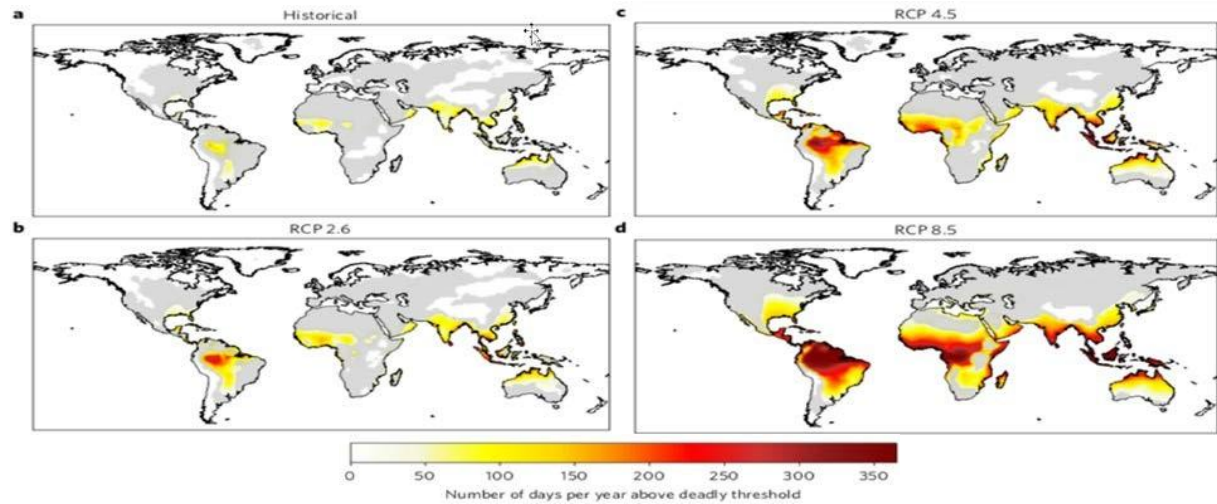 a
Historical
c
RCP 4.5
b
RCP 2.6
d
RCP 8.5
0 50 100 150 200 250 300 350
Number of days per year above deadly threshold